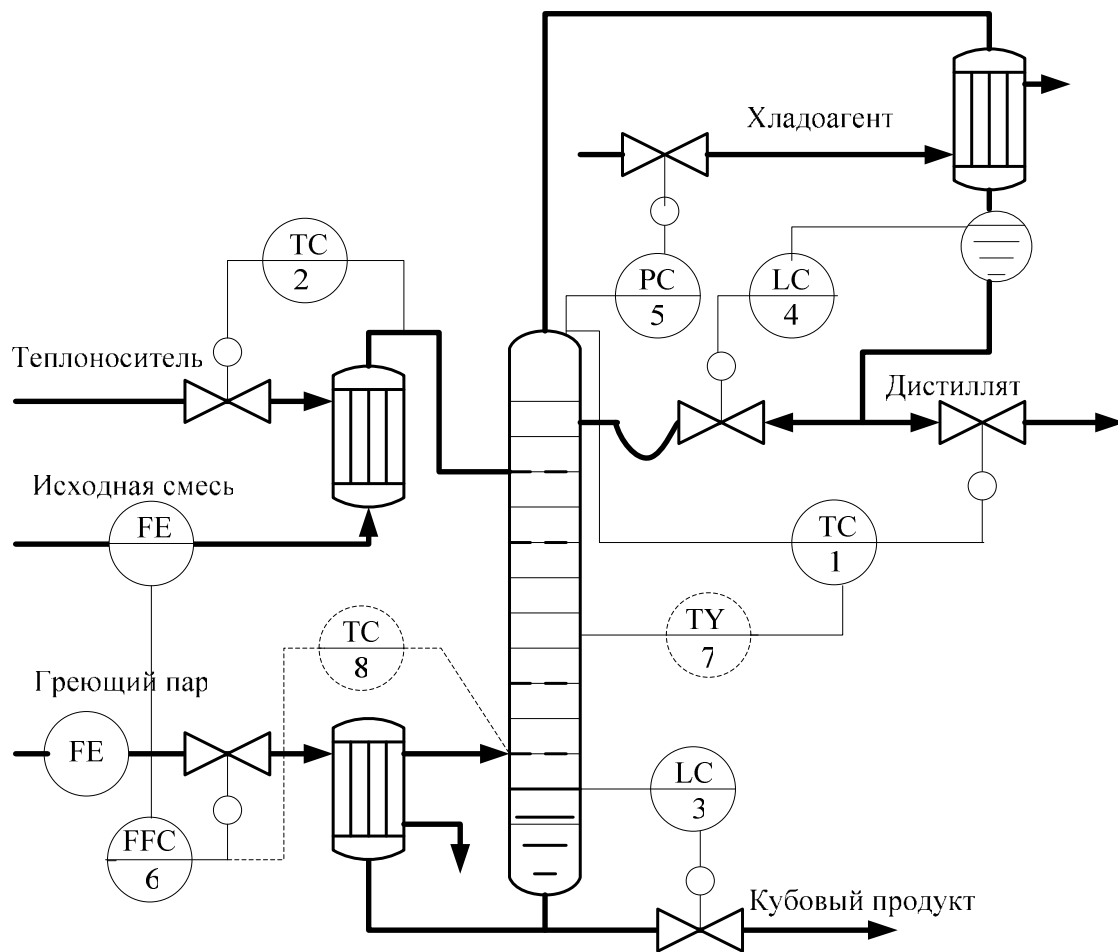 Хладоагент
TC
2
PC
5
LC
4
Теплоноситель
Дистиллят
Исходная смесь
FE
TC
1
TC
8
TY
7
Греющий пар
FE
LC
3
FFC
6
Кубовый продукт